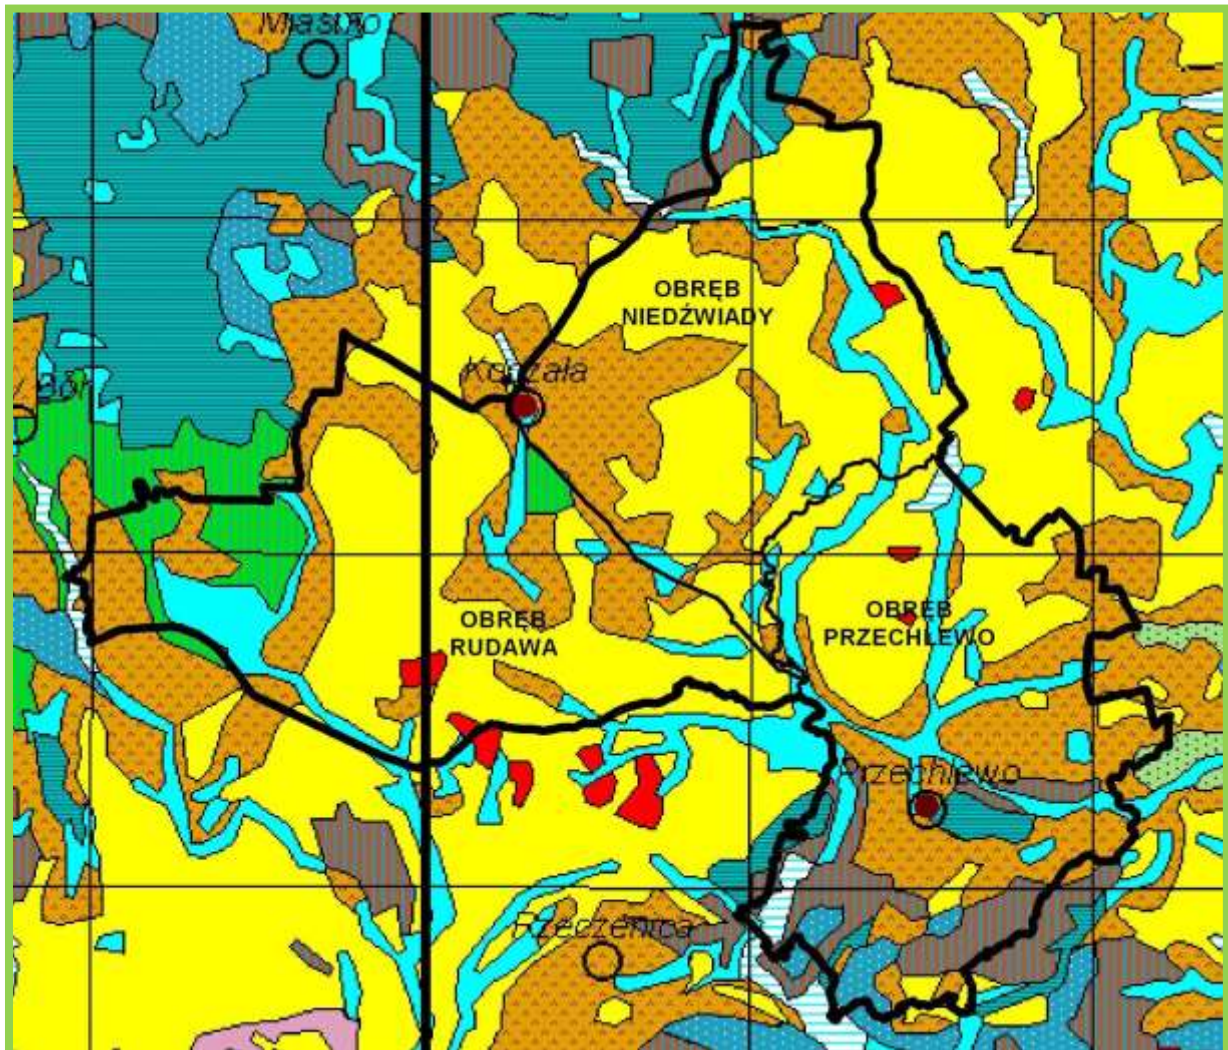 Miastko
OBRĘB
NIEDŹWIADY
Koczała
OBRĘB
RUDAWA
OBRĘB
PRZECHLEWO
Przechlewo
Rzeczenica